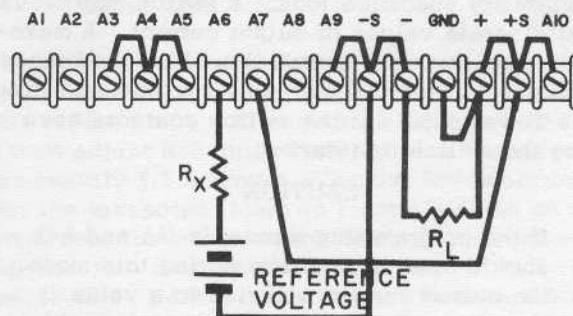 A1 A2 A3 A4 A5 A6 A7 A8 A9 -S - GND + +S A10
RX
RL
REFERENCE
VOLTAGE